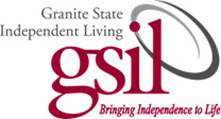 Granite State
Independent Living
gsil
Bringing Independence to Life